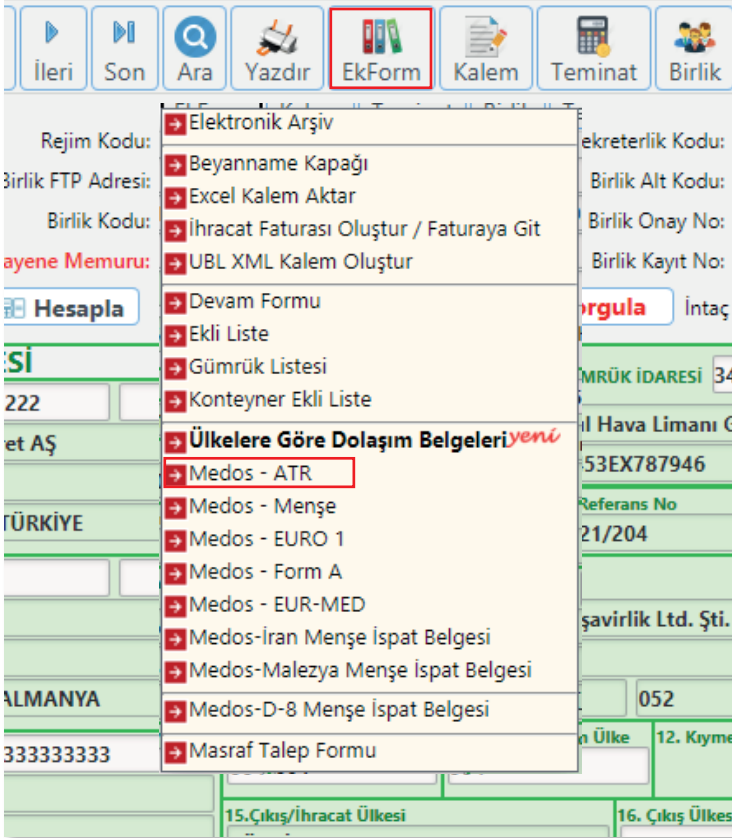 İleri Son Ara Yazdır EkForm Kalem Teminat Birlik
Rejim Kodu:
Birlik FTP Adresi:
Birlik Kodu:
ayene Memuru:
Hesapla
Elektronik Arşiv
Beyanname Kapağı
Excel Kalem Aktar
İhracat Faturası Oluştur / Faturaya Git
UBL XML Kalem Oluştur
Devam Formu
Ekli Liste
Gümrük Listesi
Konteyner Ekli Liste
Ülkelere Göre Dolaşım Belgeleri yeni
Medos - ATR
Medos - Menşe
Medos - EURO 1
Medos - Form A
Medos - EUR-MED
Medos-İran Menşe İspat Belgesi
Medos-Malezya Menşe İspat Belgesi
Medos-D-8 Menşe İspat Belgesi
Masraf Talep Formu
ekreterlik Kodu:
Birlik Alt Kodu:
Birlik Onay No:
Birlik Kayıt No:
orgula İntaç
Sİ
222
ret AŞ
TÜRKİYE
ALMANYA
333333333
MRÜK İDARESİ 34
l Hava Limanı G
53EX787946
Referans No
21/204
şavirlik Ltd. Şti.
052
n Ülke 12. Kıyme
15.Çıkış/İhracat Ülkesi 16. Çıkış Ülkes